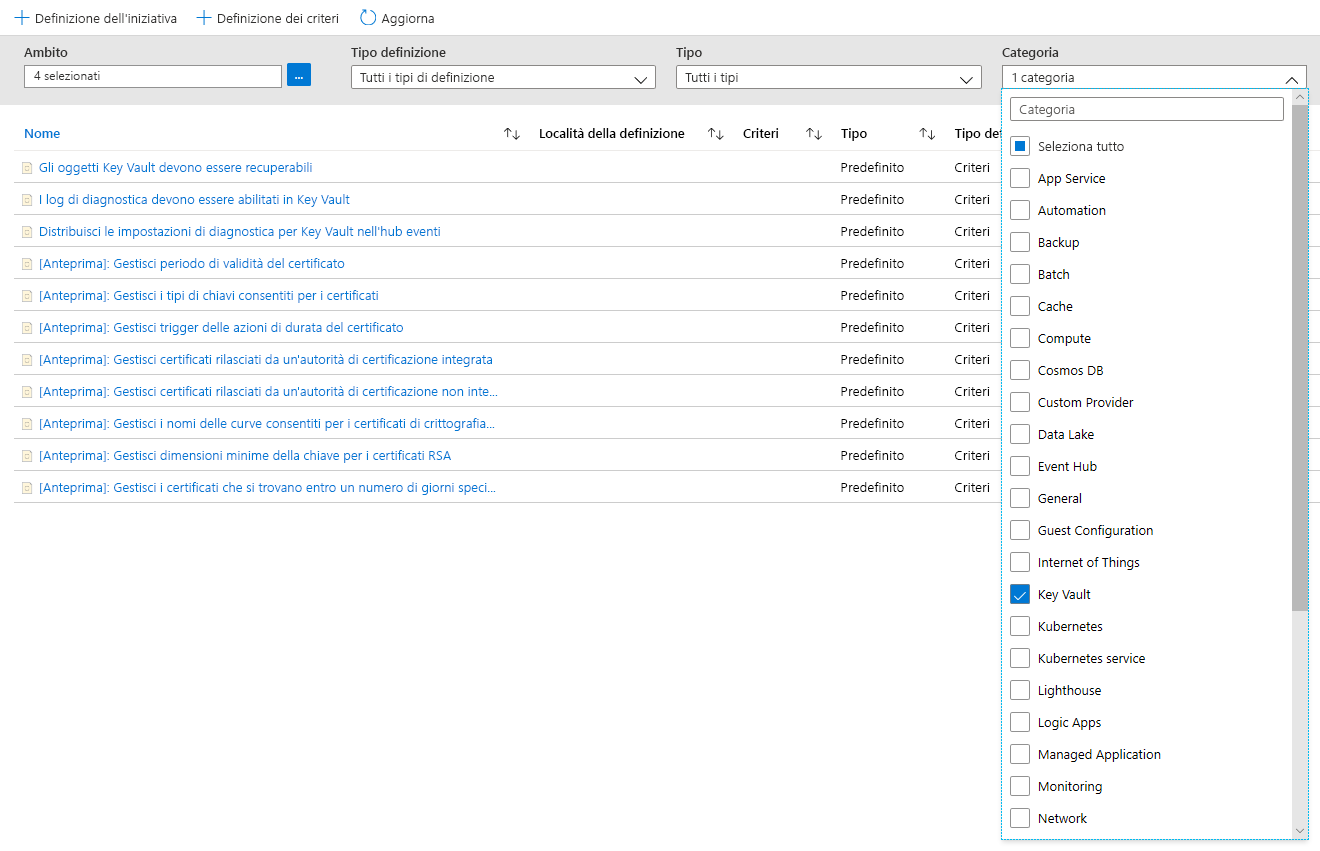 Definizione dell'iniziativa Definizione dei criteri Aggiorna
Ambito Tipo definizione Tipo Categoria
4 selezionati ... Tutti i tipi di definizione Tutti i tipi 1 categoria
Categoria
Nome Località della definizione Criteri Tipo Tipo def
Seleziona tutto
Gli oggetti Key Vault devono essere recuperabili Predefinito Criteri
App Service
I log di diagnostica devono essere abilitati in Key Vault Predefinito Criteri
Automation
Distribuisci le impostazioni di diagnostica per Key Vault nell'hub eventi Predefinito Criteri
Backup
[Anteprima]: Gestisci periodo di validità del certificato Predefinito Criteri
Batch
[Anteprima]: Gestisci i tipi di chiavi consentiti per i certificati Predefinito Criteri
Cache
[Anteprima]: Gestisci trigger delle azioni di durata del certificato Predefinito Criteri
Compute
[Anteprima]: Gestisci certificati rilasciati da un'autorità di certificazione integrata Predefinito Criteri
Cosmos DB
[Anteprima]: Gestisci certificati rilasciati da un'autorità di certificazione non inte... Predefinito Criteri
Custom Provider
[Anteprima]: Gestisci i nomi delle curve consentiti per i certificati di crittografia... Predefinito Criteri
Data Lake
[Anteprima]: Gestisci dimensioni minime della chiave per i certificati RSA Predefinito Criteri
Event Hub
[Anteprima]: Gestisci i certificati che si trovano entro un numero di giorni speci... Predefinito Criteri
General
Guest Configuration
Internet of Things
Key Vault
Kubernetes
Kubernetes service
Lighthouse
Logic Apps
Managed Application
Monitoring
Network